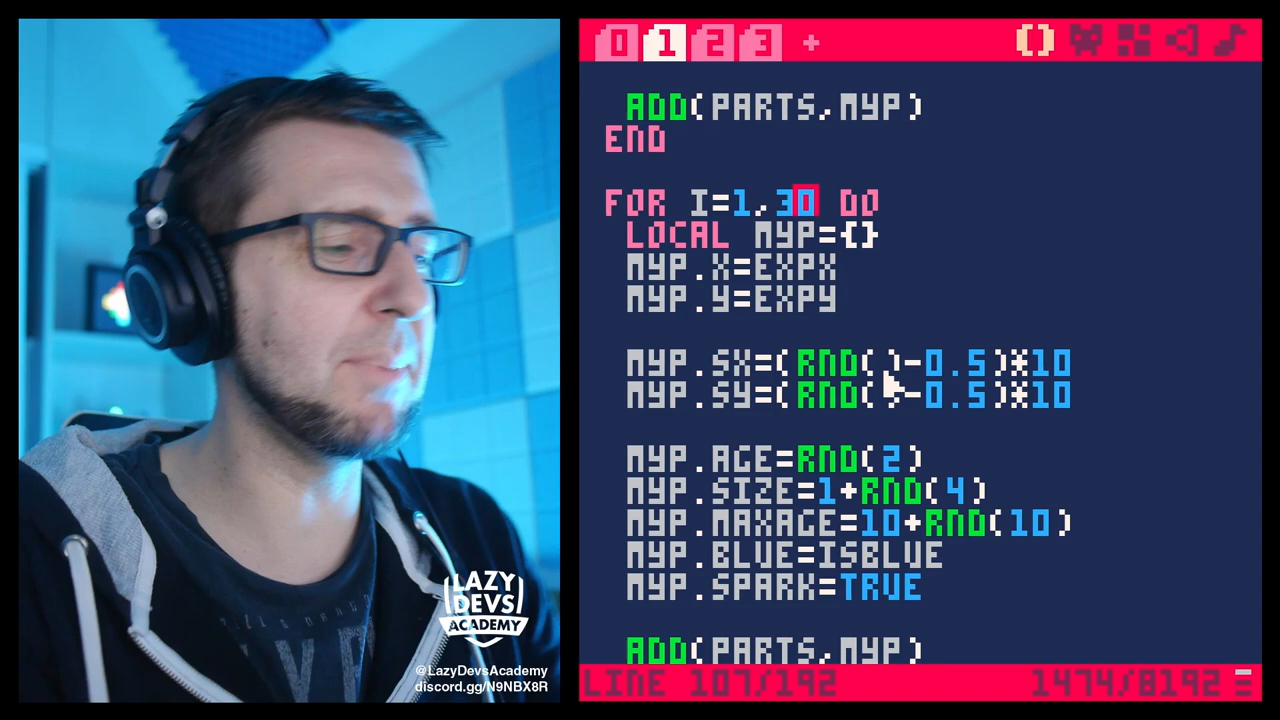 LAZY
DEVS
ACADEMY
@LazyDevsAcademy
discord.gg/N9NBX8R
0 1 2 3 + ()
ADD(PARTS,MYP)
END
FOR I=1,30 DO
LOCAL MYP={}
MYP.X=EXPX
MYP.Y=EXPY
MYP.SX=(RND()-0.5)*10
MYP.SY=(RND()-0.5)*10
MYP.AGE=RND(2)
MYP.SIZE=1+RND(4)
MYP.MAXAGE=10+RND(10)
MYP.BLUE=ISBLUE
MYP.SPARK=TRUE
ADD(PARTS,MYP)
LINE 107/192 1474/8192